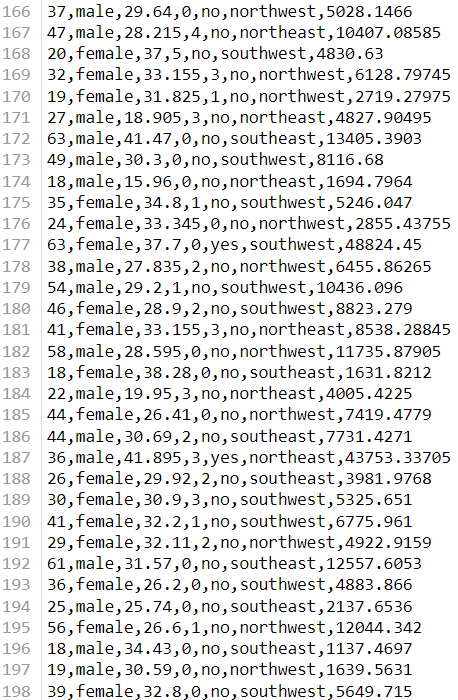 166 37,male,29.64,0,no,northwest,5028.1466
167 47,male,28.215,4,no,northeast,10407.08585
168 20,female,37,5,no,southwest,4830.63
169 32,female,33.155,3,no,northwest,6128.79745
170 19,female,31.825,1,no,northwest,2719.27975
171 27,male,18.905,3,no,northeast,4827.90495
172 63,male,41.47,0,no,southeast,13405.3903
173 49,male,30.3,0,no,southwest,8116.68
174 18,male,15.96,0,no,northeast,1694.7964
175 35,female,34.8,1,no,southwest,5246.047
176 24,female,33.345,0,no,northwest,2855.43755
177 63,female,37.7,0,yes,southwest,48824.45
178 38,male,27.835,2,no,northwest,6455.86265
179 54,male,29.2,1,no,southwest,10436.096
180 46,female,28.9,2,no,southwest,8823.279
181 41,female,33.155,3,no,northeast,8538.28845
182 58,male,28.595,0,no,northwest,11735.87905
183 18,female,38.28,0,no,southeast,1631.8212
184 22,male,19.95,3,no,northeast,4005.4225
185 44,female,26.41,0,no,northwest,7419.4779
186 44,male,30.69,2,no,southeast,7731.4271
187 36,male,41.895,3,yes,northeast,43753.33705
188 26,female,29.92,2,no,southeast,3981.9768
189 30,female,30.9,3,no,southwest,5325.651
190 41,female,32.2,1,no,southwest,6775.961
191 29,female,32.11,2,no,northwest,4922.9159
192 61,male,31.57,0,no,southeast,12557.6053
193 36,female,26.2,0,no,southwest,4883.866
194 25,male,25.74,0,no,southeast,2137.6536
195 56,female,26.6,1,no,northwest,12044.342
196 18,male,34.43,0,no,southeast,1137.4697
197 19,male,30.59,0,no,northwest,1639.5631
198 39,female,32.8,0,no,southwest,5649.715